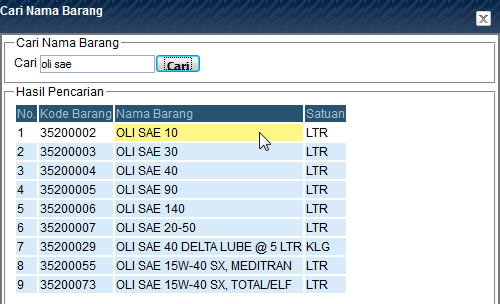 Cari Nama Barang
Cari Nama Barang
Cari oli sae Cari
Hasil Pencarian
No. Kode Barang Nama Barang Satuan
1 35200002 OLI SAE 10 LTR
2 35200003 OLI SAE 30 LTR
3 35200004 OLI SAE 40 LTR
4 35200005 OLI SAE 90 LTR
5 35200006 OLI SAE 140 LTR
6 35200007 OLI SAE 20-50 LTR
7 35200029 OLI SAE 40 DELTA LUBE @ 5 LTR KLG
8 35200055 OLI SAE 15W-40 SX, MEDITRAN LTR
9 35200073 OLI SAE 15W-40 SX, TOTAL/ELF LTR